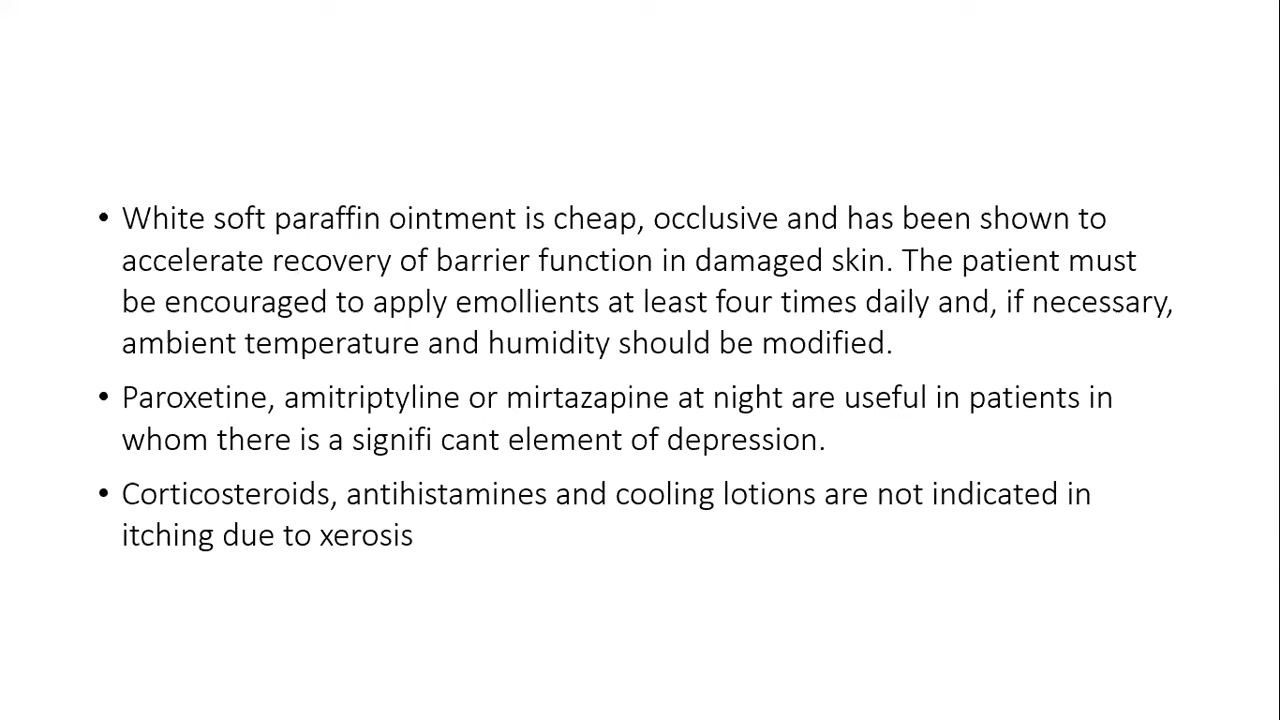 • White soft paraffin ointment is cheap, occlusive and has been shown to
accelerate recovery of barrier function in damaged skin. The patient must
be encouraged to apply emollients at least four times daily and, if necessary,
ambient temperature and humidity should be modified.
• Paroxetine, amitriptyline or mirtazapine at night are useful in patients in
whom there is a signifi cant element of depression.
• Corticosteroids, antihistamines and cooling lotions are not indicated in
itching due to xerosis